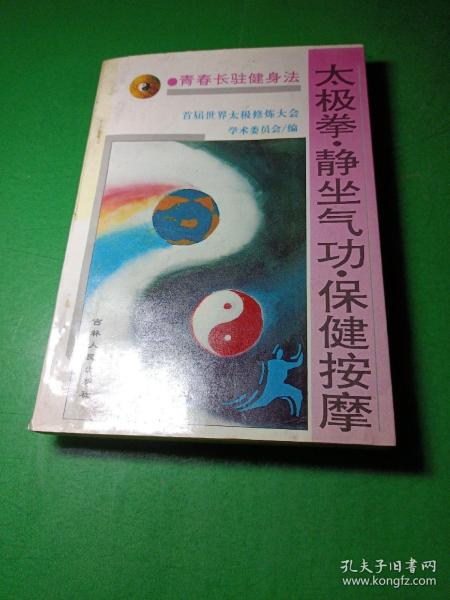 ●青春长驻健身法
首届世界太极修炼大会
学术委员会/编
太极拳·静坐气功·保健按摩
吉林人民出版社
孔夫子旧书网
www.kongfz.com